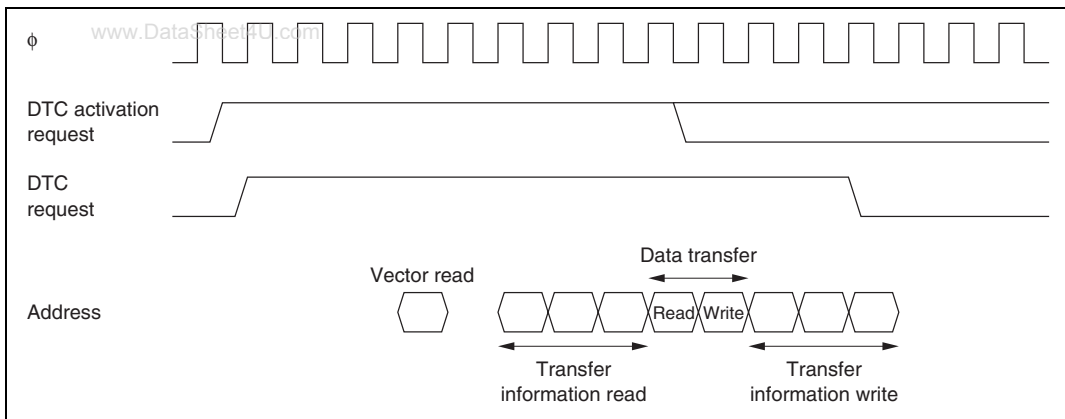 www.DataSheet4U.com
φ
DTC activation
request
DTC
request
Data transfer
Vector read
Address
Read
Write
Transfer
information read
Transfer
information write